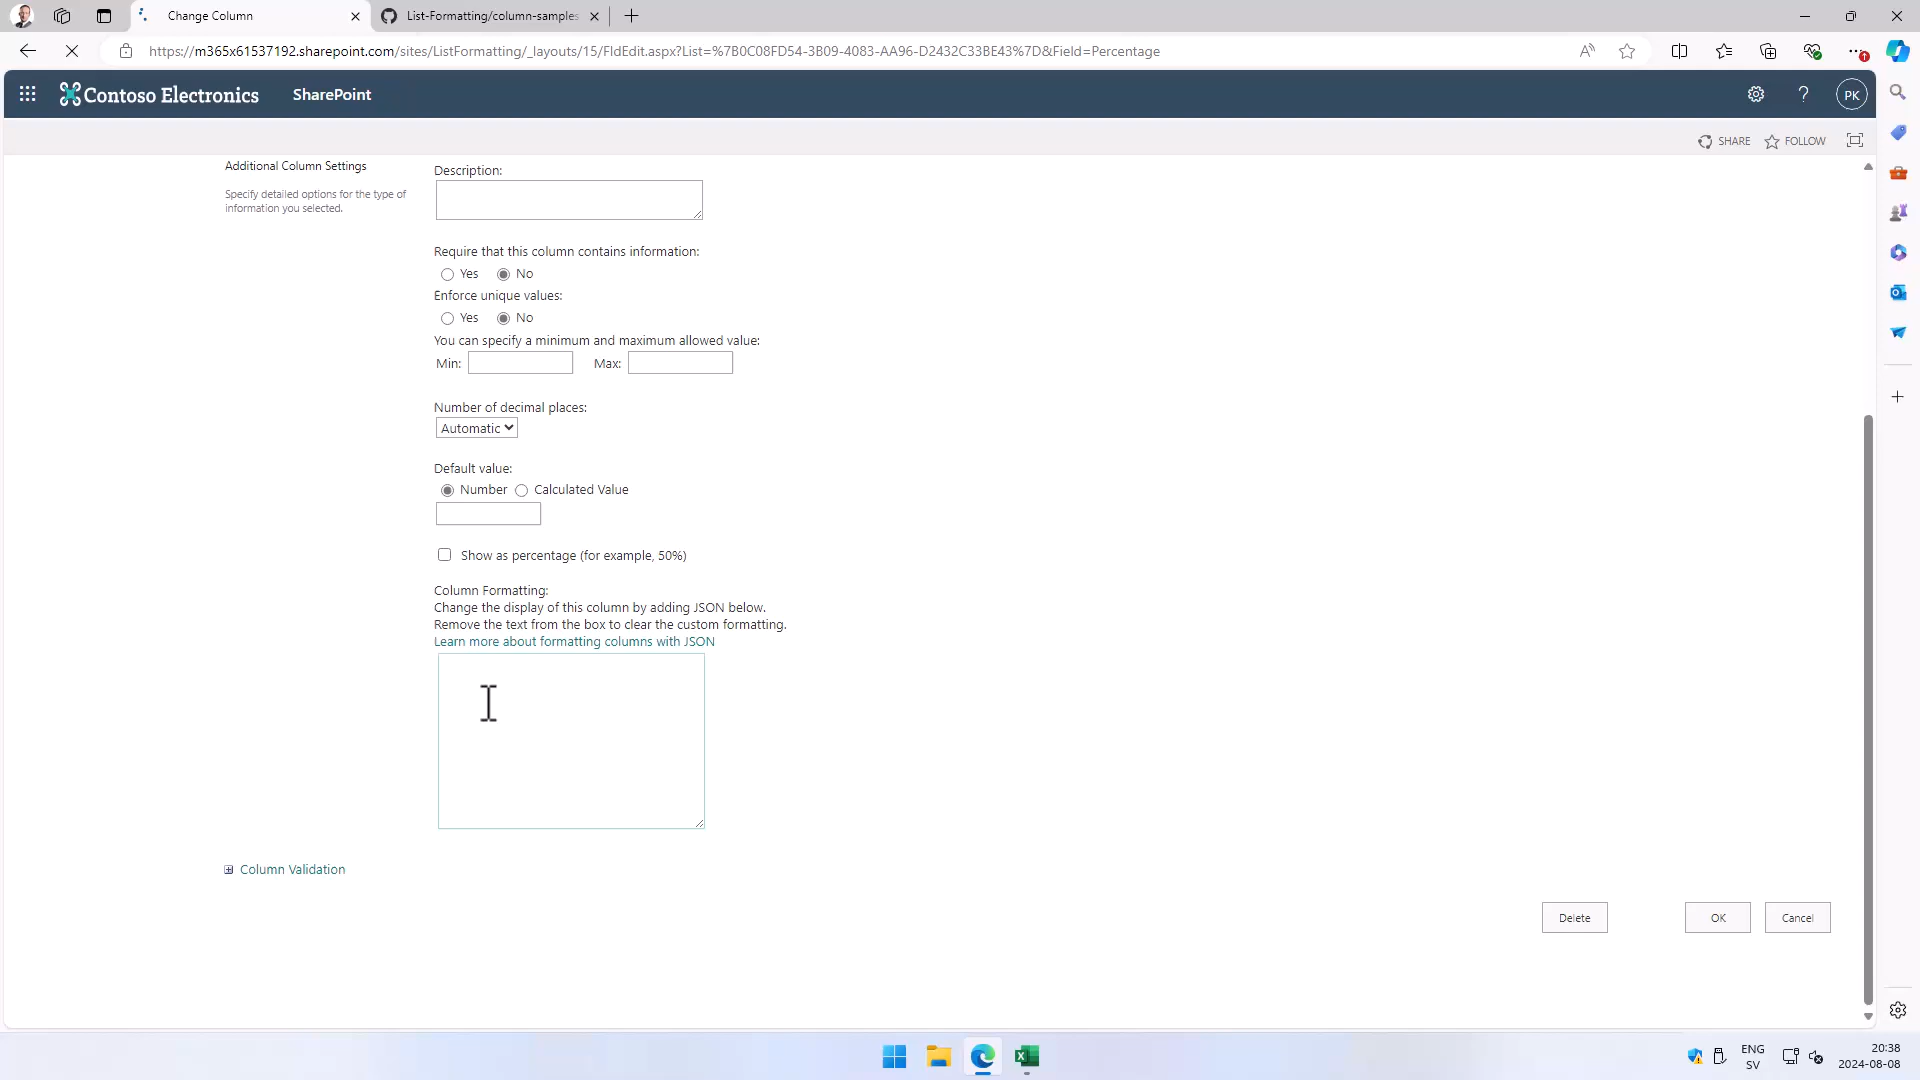 Change Column
List-Formatting/column-samples
https://m365x61537192.sharepoint.com/sites/ListFormatting/_layouts/15/FldEdit.aspx?List=%7B0C08FD54-3B09-4083-AA96-D2432C33BE43%7D&Field=Percentage
Contoso Electronics
SharePoint
PK
SHARE
FOLLOW
Additional Column Settings
Specify detailed options for the type of
information you selected.
Description:
Require that this column contains information:
Yes No
Enforce unique values:
Yes No
You can specify a minimum and maximum allowed value:
Min: Max:
Number of decimal places:
Automatic
Default value:
Number Calculated Value
Show as percentage (for example, 50%)
Column Formatting:
Change the display of this column by adding JSON below.
Remove the text from the box to clear the custom formatting.
Learn more about formatting columns with JSON
Column Validation
Delete OK Cancel
ENG
SV
20:38
2024-08-08